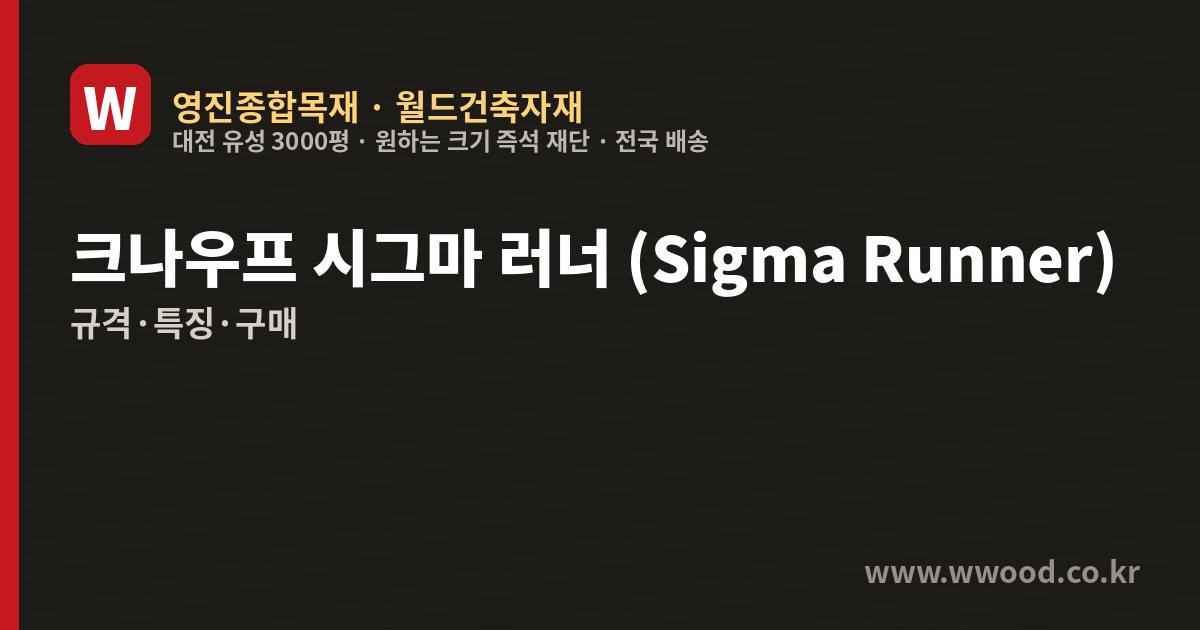 W
영진종합목재 · 월드건축자재
대전 유성 3000평 · 원하는 크기 즉석 재단 · 전국 배송
크나우프 시그마 러너 (Sigma Runner)
규격·특징·구매
www.wwood.co.kr